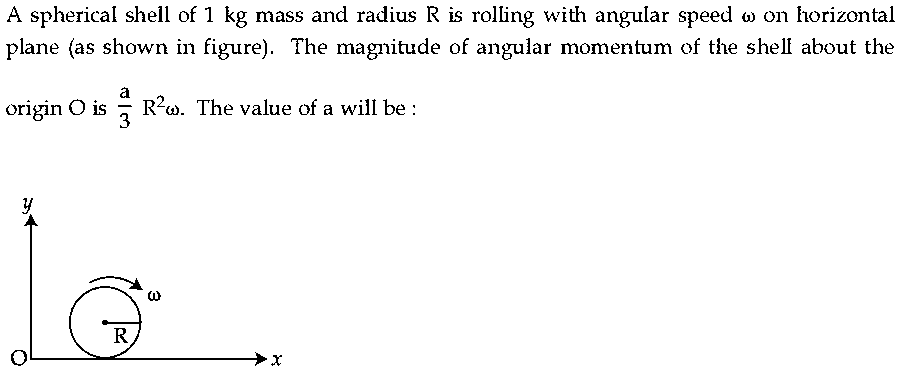 A spherical shell of 1 kg mass and radius R is rolling with angular speed ω on horizontal
plane (as shown in figure). The magnitude of angular momentum of the shell about the
origin O is a/3 R²ω. The value of a will be :
y
ω
R
O
x